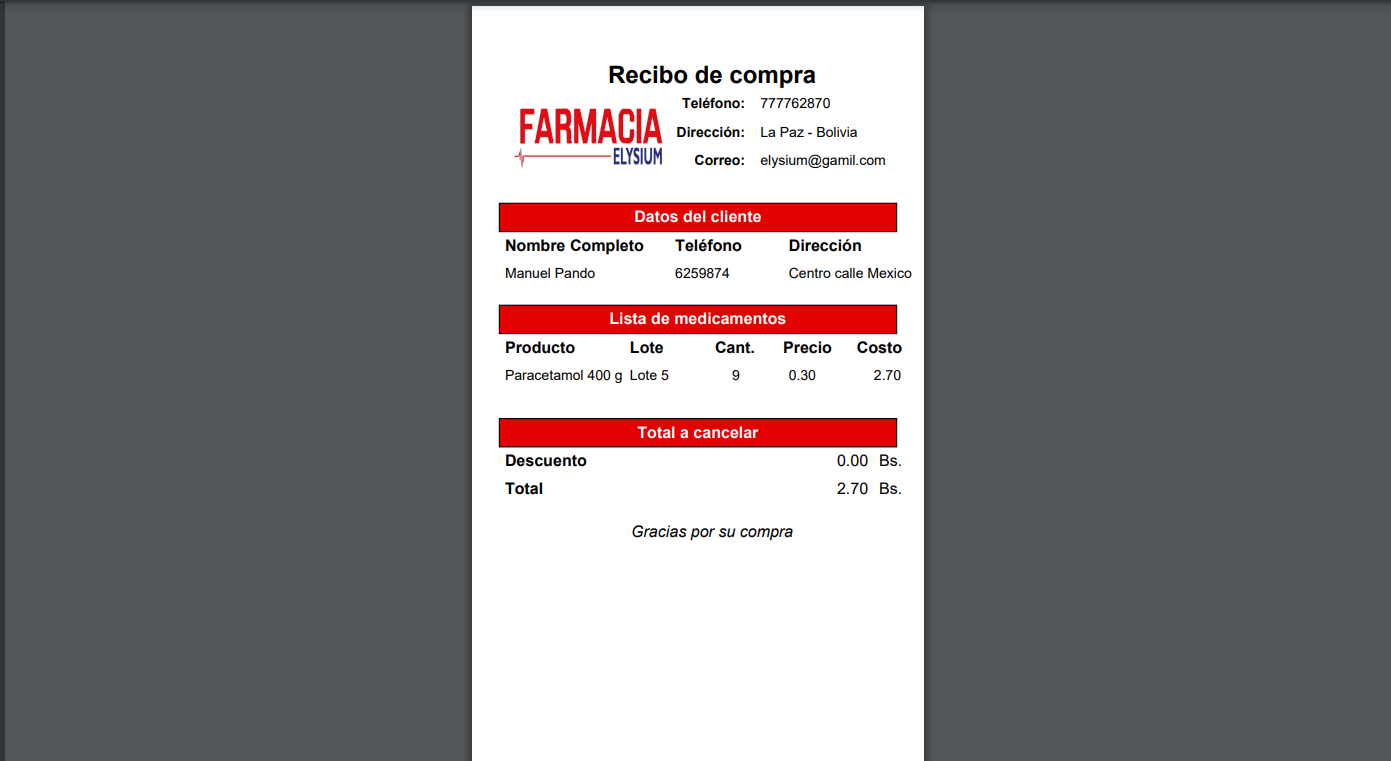 Recibo de compra
FARMACIA
ELYSIUM
Teléfono: 777762870
Dirección: La Paz - Bolivia
Correo: elysium@gamil.com
Datos del cliente
Nombre Completo Teléfono Dirección
Manuel Pando 6259874 Centro calle Mexico
Lista de medicamentos
Producto Lote Cant. Precio Costo
Paracetamol 400 g Lote 5 9 0.30 2.70
Total a cancelar
Descuento 0.00 Bs.
Total 2.70 Bs.
Gracias por su compra